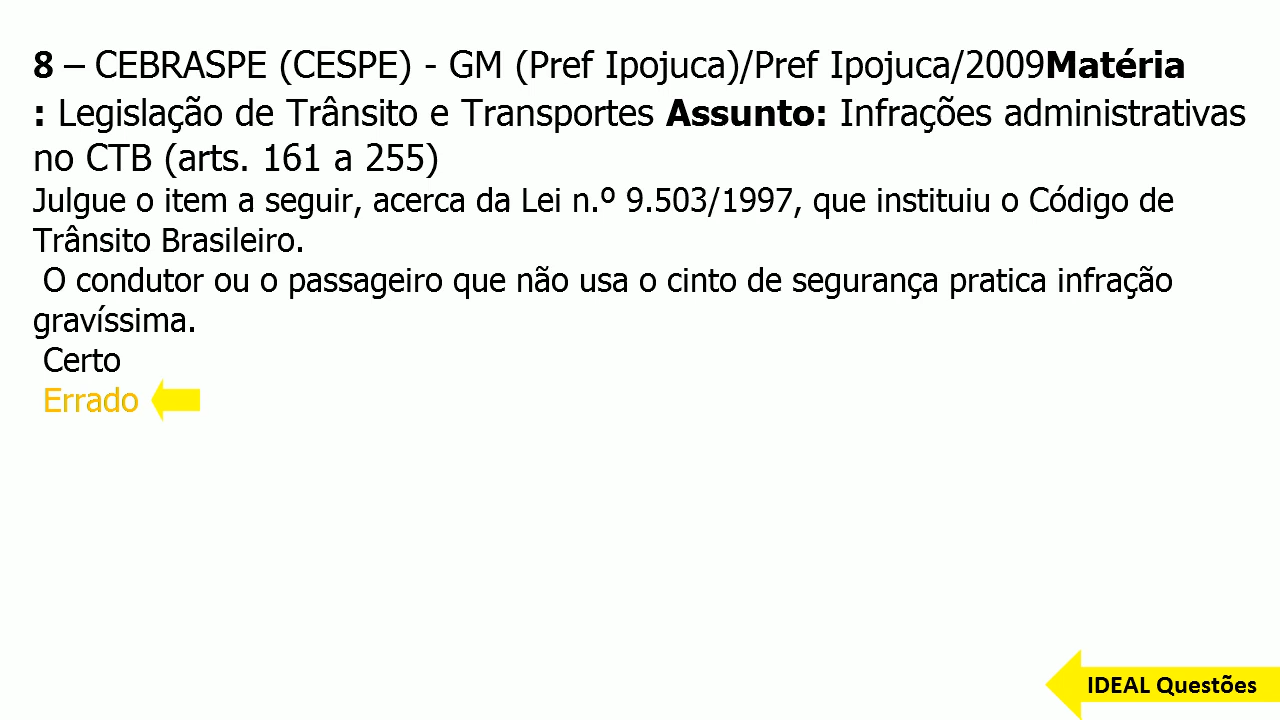 8 – CEBRASPE (CESPE) - GM (Pref Ipojuca)/Pref Ipojuca/2009Matéria
: Legislação de Trânsito e Transportes Assunto: Infrações administrativas
no CTB (arts. 161 a 255)
Julgue o item a seguir, acerca da Lei n.º 9.503/1997, que instituiu o Código de
Trânsito Brasileiro.
O condutor ou o passageiro que não usa o cinto de segurança pratica infração
gravíssima.
Certo
Errado
IDEAL Questões